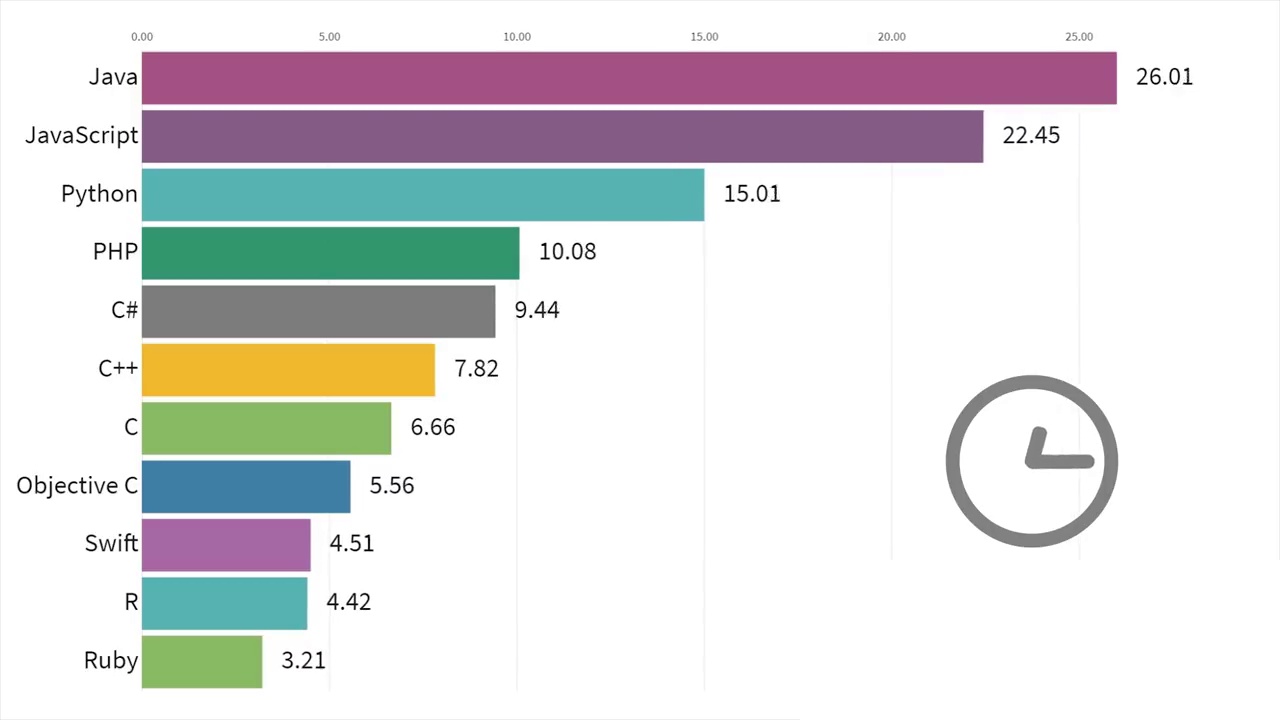 0.00 5.00 10.00 15.00 20.00 25.00
Java 26.01
JavaScript 22.45
Python 15.01
PHP 10.08
C# 9.44
C++ 7.82
C 6.66
Objective C 5.56
Swift 4.51
R 4.42
Ruby 3.21